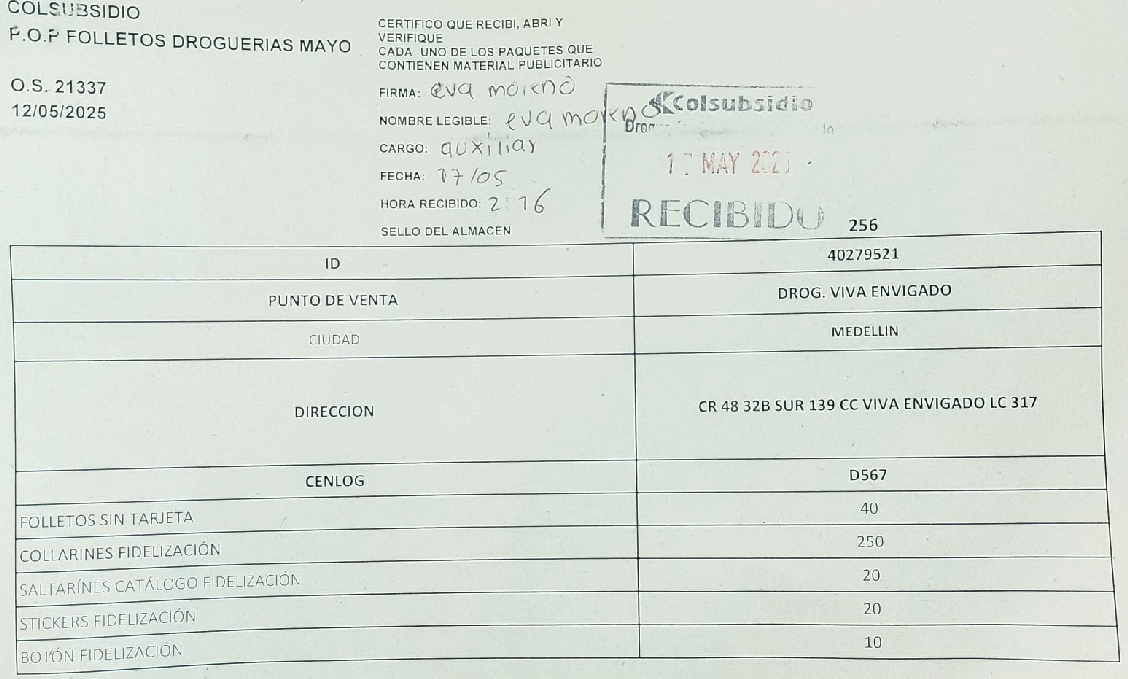 COLSUBSIDIO
P.O.P FOLLETOS DROGUERIAS MAYO
O.S. 21337
12/05/2025
CERTIFICO QUE RECIBI, ABRI Y
VERIFIQUE
CADA UNO DE LOS PAQUETES QUE
CONTIENEN MATERIAL PUBLICITARIO
FIRMA: eva moreno
NOMBRE LEGIBLE: eva moreno
CARGO: auxiliar
FECHA: 17/05
HORA RECIBIDO: 2:16
SELLO DEL ALMACEN
Colsubsidio
MAY
RECIBIDO
256
ID 40279521
PUNTO DE VENTA DROG. VIVA ENVIGADO
CIUDAD MEDELLIN
DIRECCION CR 48 32B SUR 139 CC VIVA ENVIGADO LC 317
CENLOG D567
FOLLETOS SIN TARJETA 40
COLLARINES FIDELIZACIÓN 250
SALTARÍNES CATÁLOGO FIDELIZACIÓN 20
STICKERS FIDELIZACIÓN 20
BOTÓN FIDELIZACIÓN 10